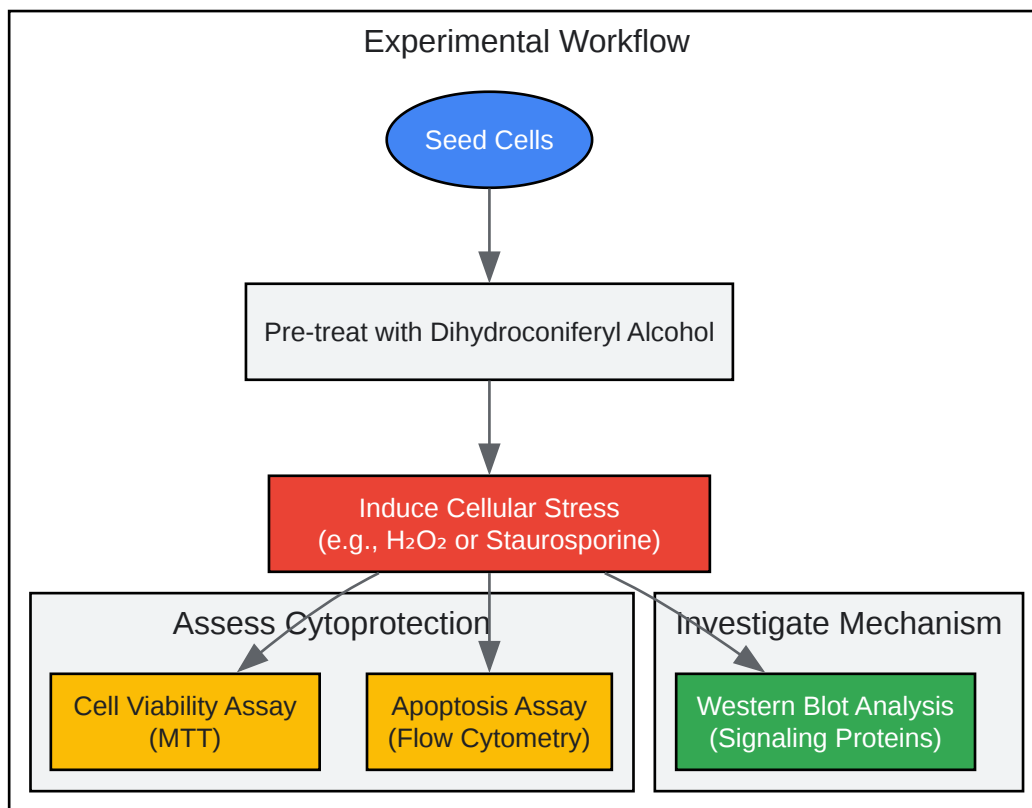 Experimental Workflow
Seed Cells
Pre-treat with Dihydroconiferyl Alcohol
Induce Cellular Stress
(e.g., H₂O₂ or Staurosporine)
Assess Cytoprotection
Investigate Mechanism
Cell Viability Assay
(MTT)
Apoptosis Assay
(Flow Cytometry)
Western Blot Analysis
(Signaling Proteins)